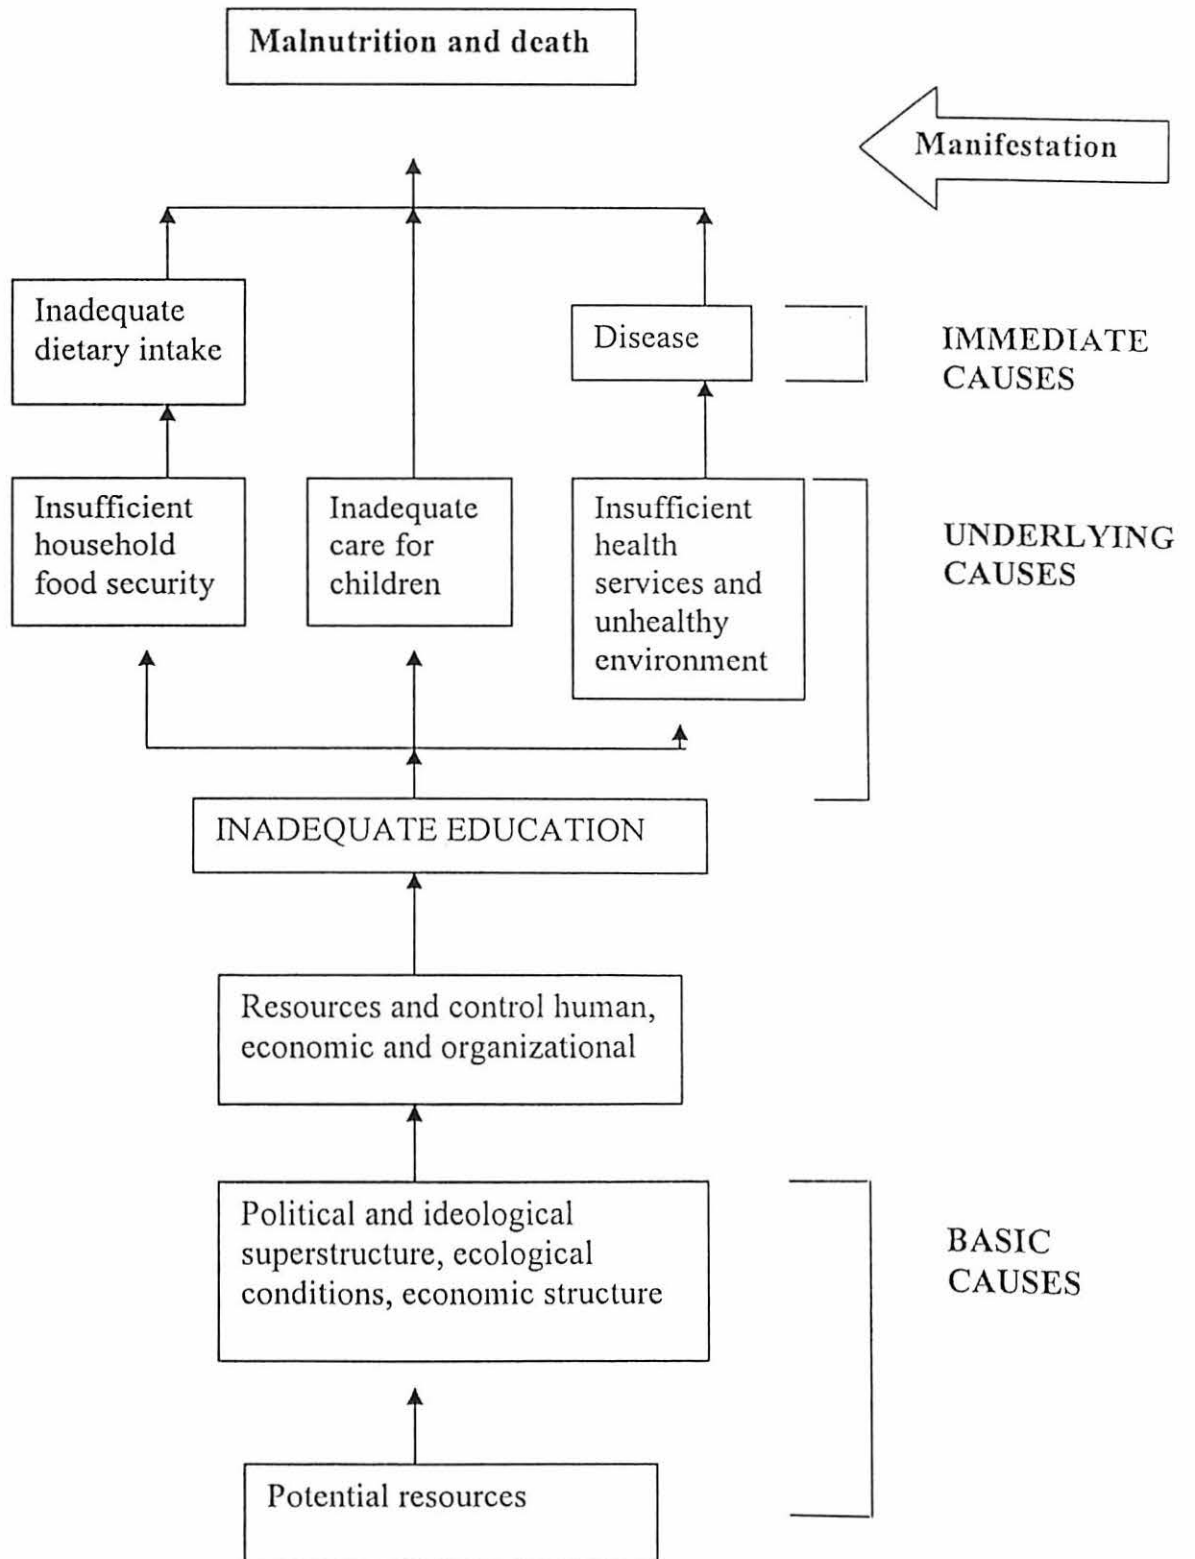 Malnutrition and death
Manifestation
Inadequate
dietary intake
Disease
IMMEDIATE
CAUSES
Insufficient
household
food security
Inadequate
care for
children
Insufficient
health
services and
unhealthy
environment
UNDERLYING
CAUSES
INADEQUATE EDUCATION
Resources and control human,
economic and organizational
Political and ideological
superstructure, ecological
conditions, economic structure
BASIC
CAUSES
Potential resources